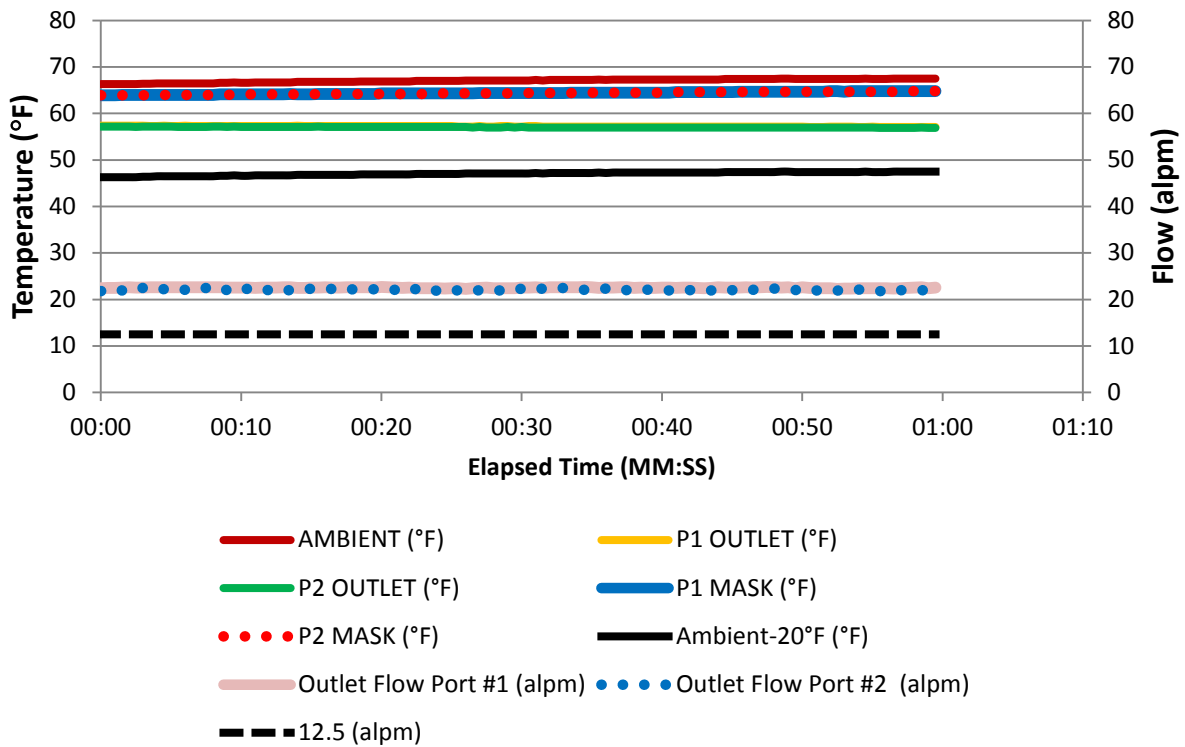 80
70
60
50
40
30
20
10
0
Temperature (°F)
80
70
60
50
40
30
20
10
0
Flow (alpm)
00:00 00:10 00:20 00:30 00:40 00:50 01:00 01:10
Elapsed Time (MM:SS)
AMBIENT (°F) P1 OUTLET (°F)
P2 OUTLET (°F) P1 MASK (°F)
P2 MASK (°F) Ambient-20°F (°F)
Outlet Flow Port #1 (alpm) Outlet Flow Port #2 (alpm)
12.5 (alpm)